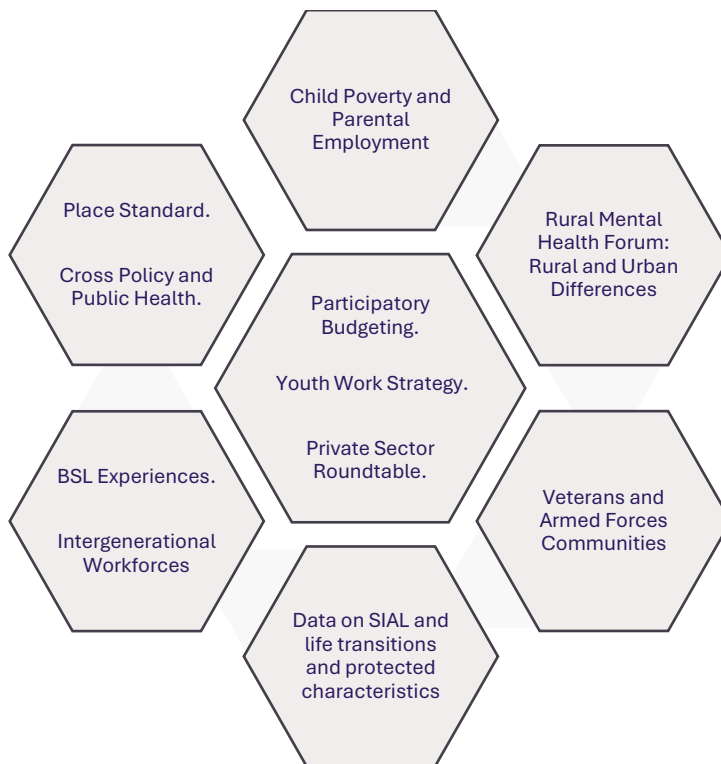 Child Poverty and
Parental
Employment
Place Standard.
Cross Policy and
Public Health.
Rural Mental
Health Forum:
Rural and Urban
Differences
Participatory
Budgeting.
Youth Work Strategy.
Private Sector
Roundtable.
BSL Experiences.
Intergenerational
Workforces
Veterans and
Armed Forces
Communities
Data on SIAL and
life transitions
and protected
characteristics